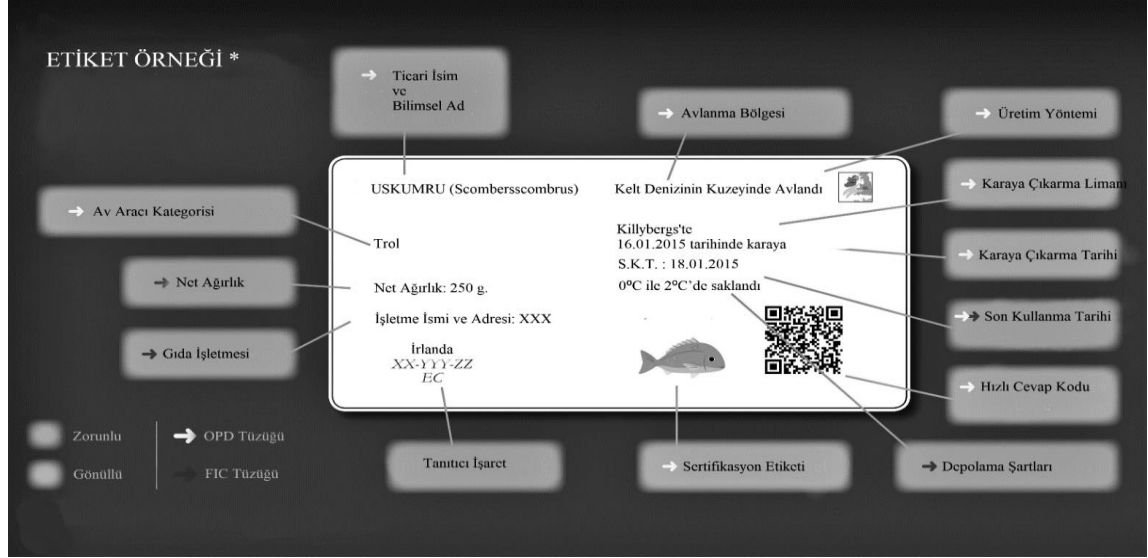 ETİKET ÖRNEĞİ *
Ticari İsim
ve
Bilimsel Ad
Avlanma Bölgesi
Üretim Yöntemi
Av Aracı Kategorisi
Net Ağırlık
Gıda İşletmesi
USKUMRU (Scombersscombrus)
Kelt Denizinin Kuzeyinde Avlandı
Trol
Killybergs'te
16.01.2015 tarihinde karaya
S.K.T. : 18.01.2015
0°C ile 2°C'de saklandı
Net Ağırlık: 250 g.
İşletme İsmi ve Adresi: XXX
İrlanda
XX-YYY-ZZ
EC
Karaya Çıkarma Limanı
Karaya Çıkarma Tarihi
Son Kullanma Tarihi
Hızlı Cevap Kodu
Zorunlu
OPD Tüzüğü
Gönüllü
FIC Tüzüğü
Tanıtıcı İşaret
Sertifikasyon Etiketi
Depolama Şartları